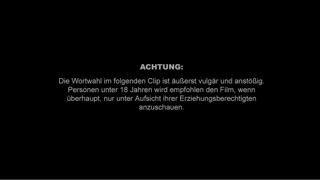 ACHTUNG:
Die Wortwahl im folgenden Clip ist äußerst vulgär und anstößig.
Personen unter 18 Jahren wird empfohlen den Film, wenn
überhaupt, nur unter Aufsicht ihrer Erziehungsberechtigten
anzuschauen.